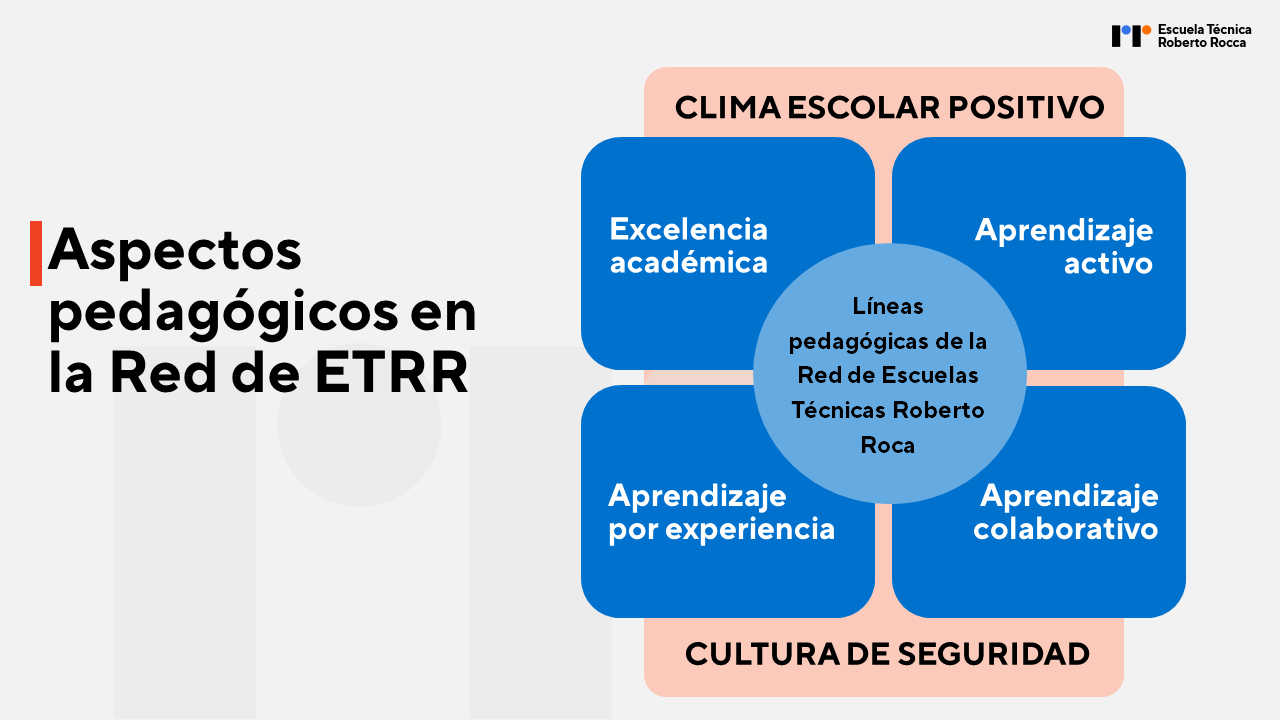 Escuela Técnica
Roberto Rocca
Aspectos
pedagógicos en
la Red de ETRR
CLIMA ESCOLAR POSITIVO
Excelencia
académica
Aprendizaje
activo
Líneas
pedagógicas de la
Red de Escuelas
Técnicas Roberto
Roca
Aprendizaje
por experiencia
Aprendizaje
colaborativo
CULTURA DE SEGURIDAD